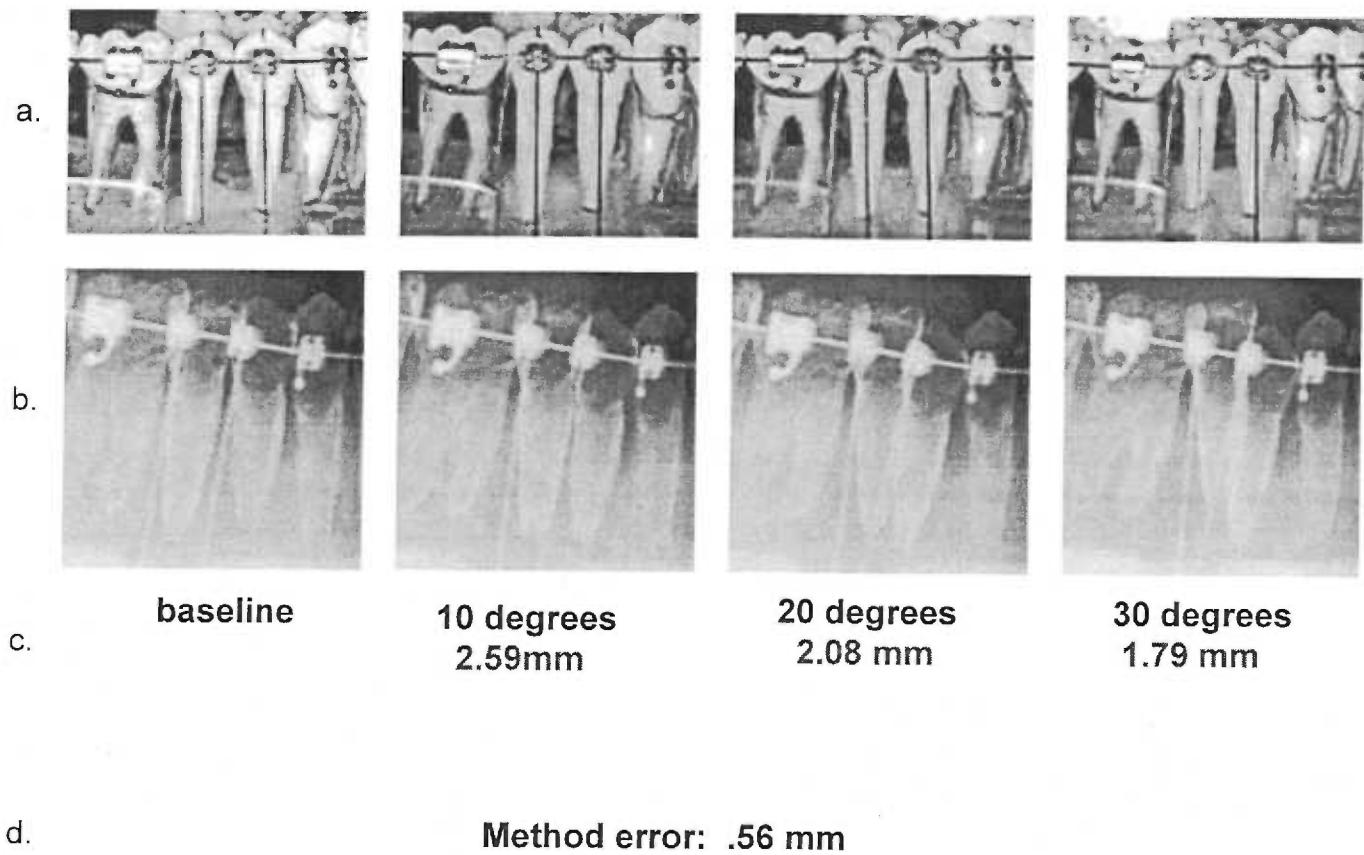 a.
b.
baseline
10 degrees
20 degrees
30 degrees
c.
2.59mm
2.08 mm
1.79 mm
d.
Method error: .56 mm